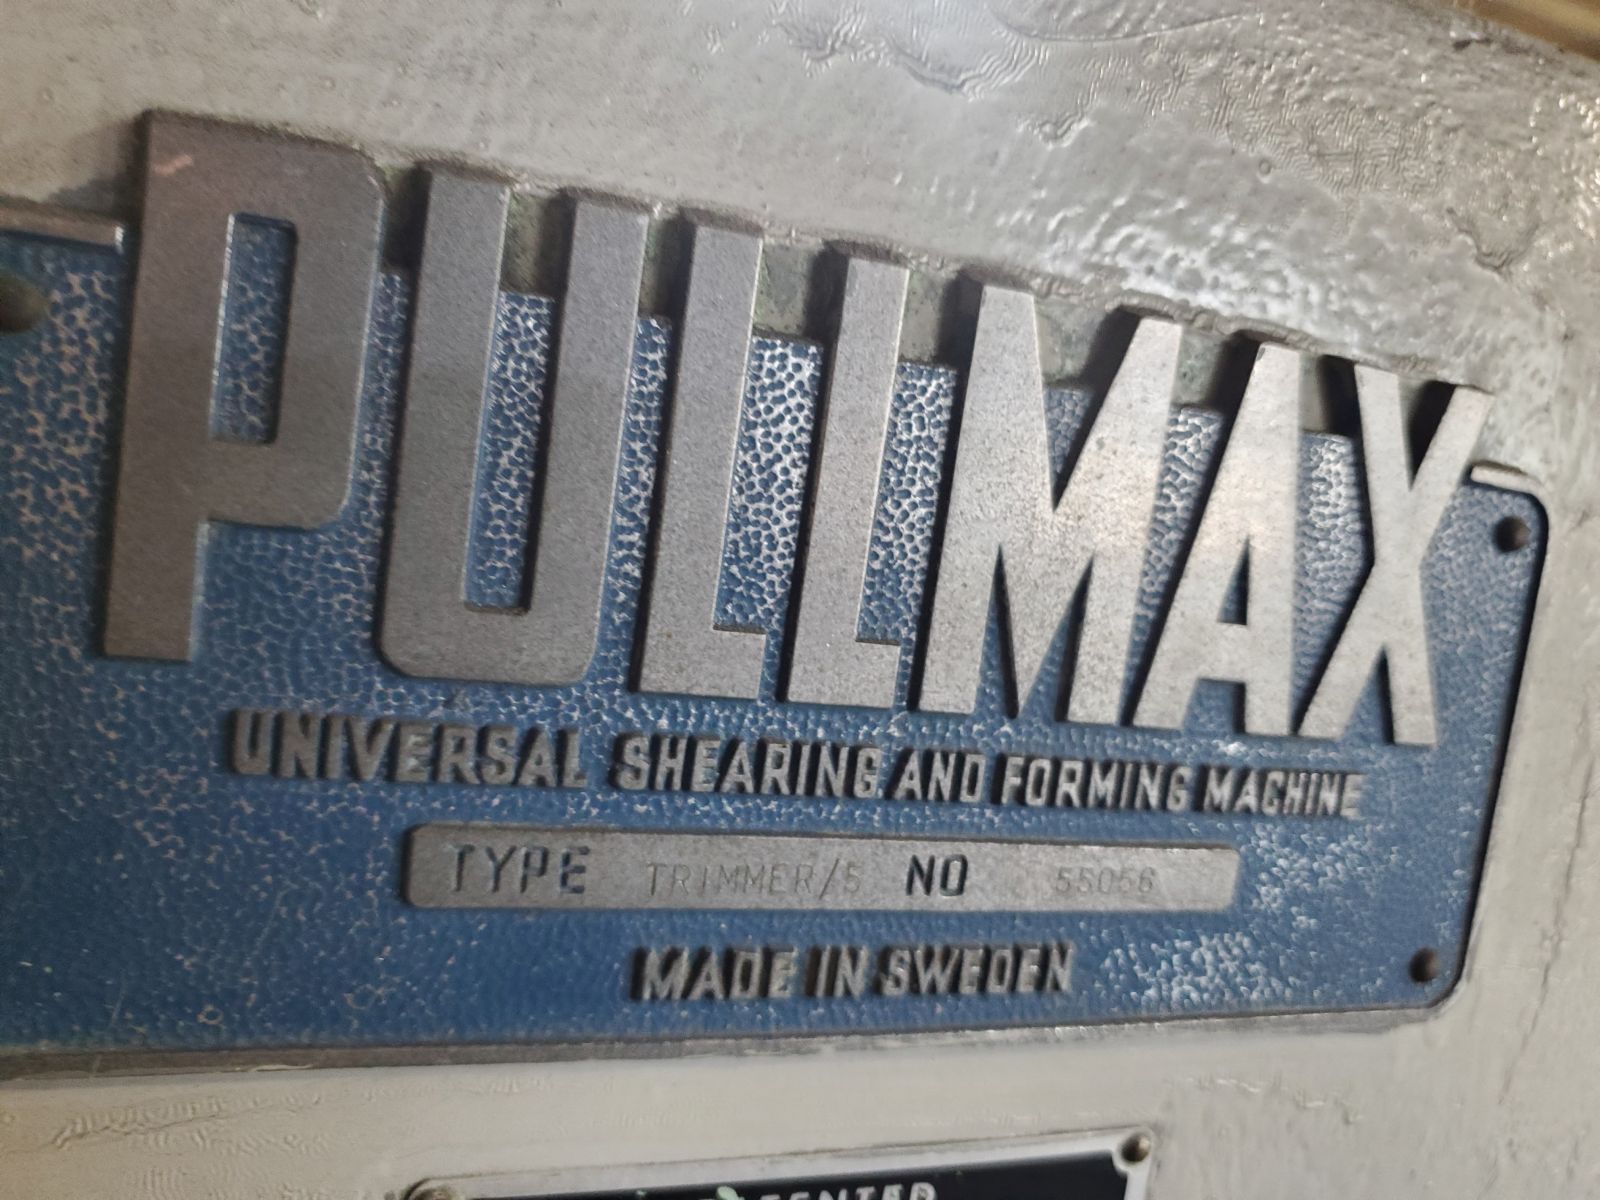 PULLMAX
UNIVERSAL SHEARING AND FORMING MACHINE
TYPE TRIMMER/5 NO 55056
MADE IN SWEDEN